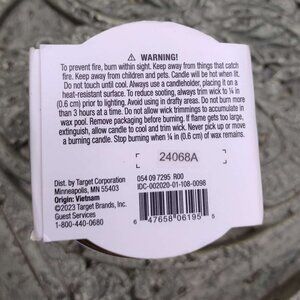 ⚠ WARNING!
To prevent fire, burn within sight. Keep away from things that catch
fire. Keep away from children and pets. Candle will be hot when lit.
Do not touch until cool. Always use a candleholder, placing it on a
heat-resistant surface. To reduce sooting, always trim wick to ¼ in
(0.6 cm) prior to lighting. Avoid using in drafty areas. Do not burn more
than 3 hours at a time. Do not allow wick trimmings to accumulate in
wax pool. Remove packaging before burning. If flame gets too large,
extinguish, allow candle to cool and trim wick. Never pick up or move
a burning candle. Stop burning when ¼ in (0.6 cm) of wax remains.
24068A
Dist. by Target Corporation
Minneapolis, MN 55403
Origin: Vietnam
©2023 Target Brands, Inc.
Guest Services
1-800-440-0680
054 09 7295 R00
IDC-002020-01-108-0098
6 47658 06195 5